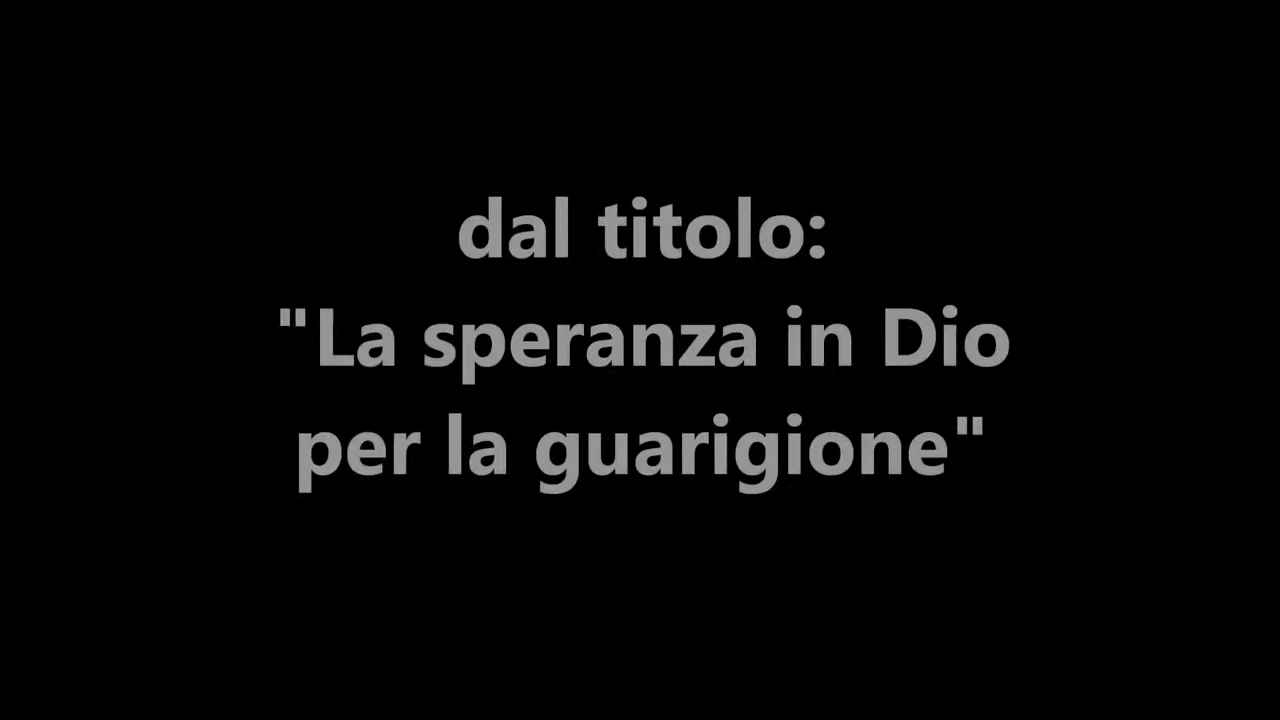 dal titolo:
"La speranza in Dio
per la guarigione"